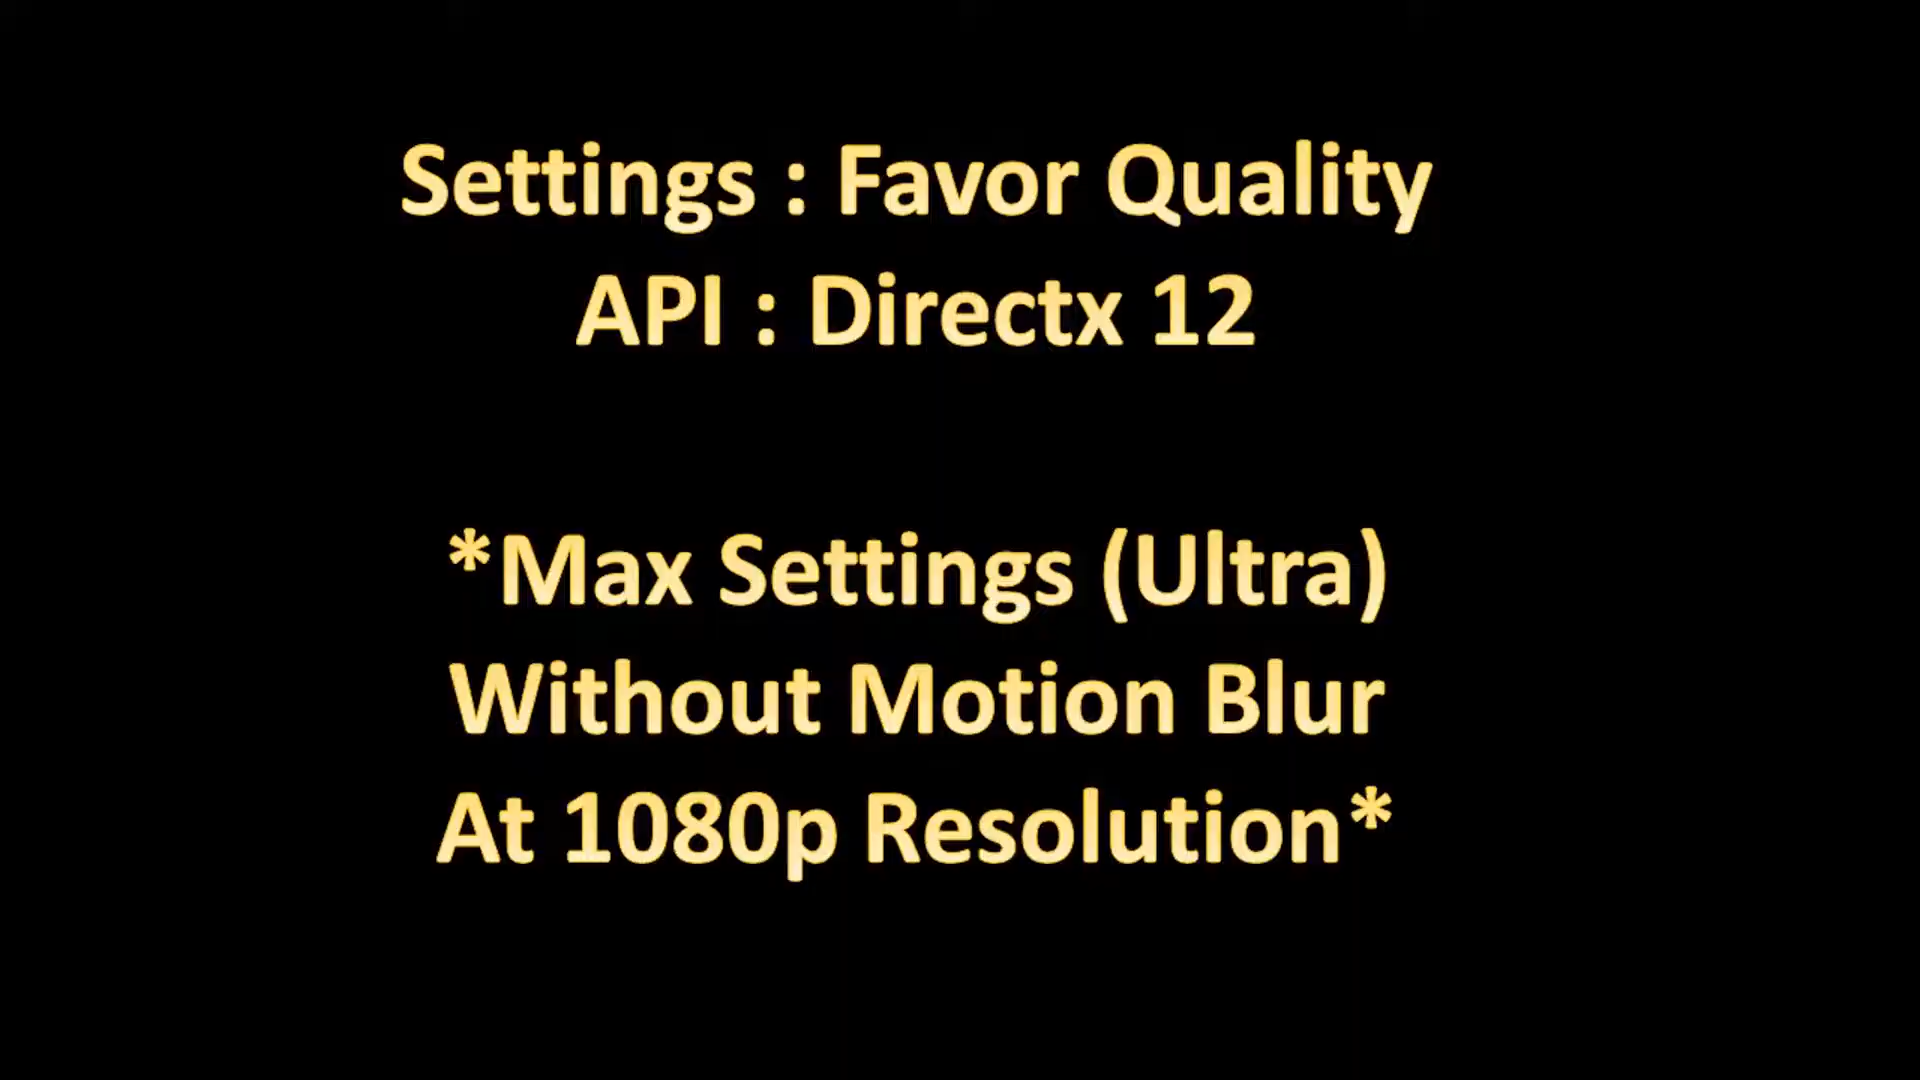 Settings : Favor Quality
API : Directx 12
*Max Settings (Ultra)
Without Motion Blur
At 1080p Resolution*